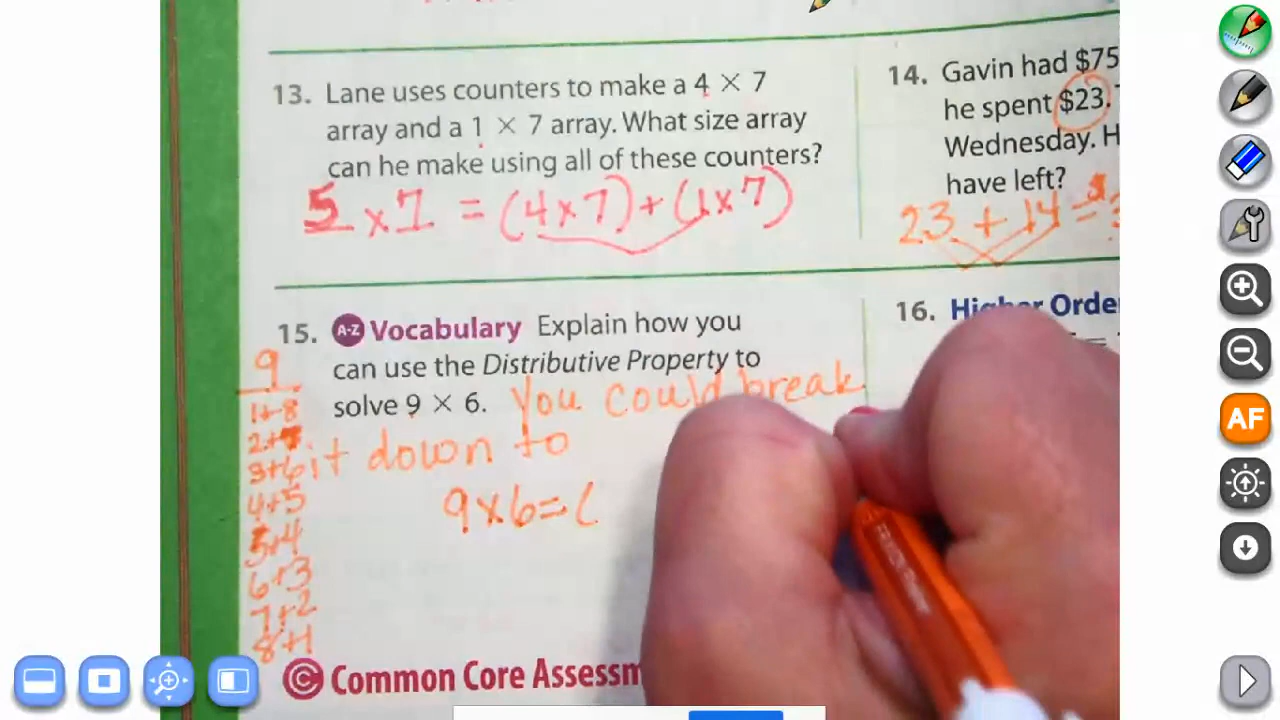 13. Lane uses counters to make a 4 × 7
array and a 1 × 7 array. What size array
can he make using all of these counters?
5 x 7 = (4 x 7) + (1 x 7)
14. Gavin had $75
he spent $23.
Wednesday. H
have left?
23 + 14 =
15. A-Z Vocabulary Explain how you
can use the Distributive Property to
solve 9 × 6. You could break
it down to
9 x 6 = (
9
1+8
2+7
3+6
4+5
5+4
6+3
7+2
8+1
16. Higher Order
C Common Core Assessm
AF